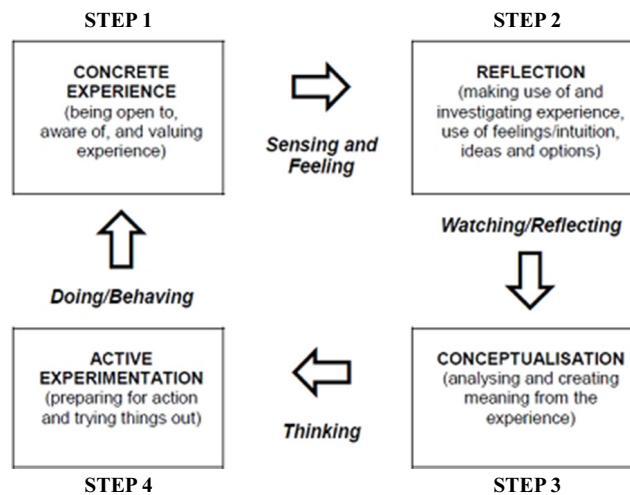 STEP 1
STEP 2
CONCRETE
EXPERIENCE
(being open to,
aware of, and valuing
experience)
Sensing and
Feeling
REFLECTION
(making use of and
investigating experience,
use of feelings/intuition,
ideas and options)
Watching/Reflecting
Doing/Behaving
ACTIVE
EXPERIMENTATION
(preparing for action
and trying things out)
Thinking
CONCEPTUALISATION
(analysing and creating
meaning from the
experience)
STEP 4
STEP 3